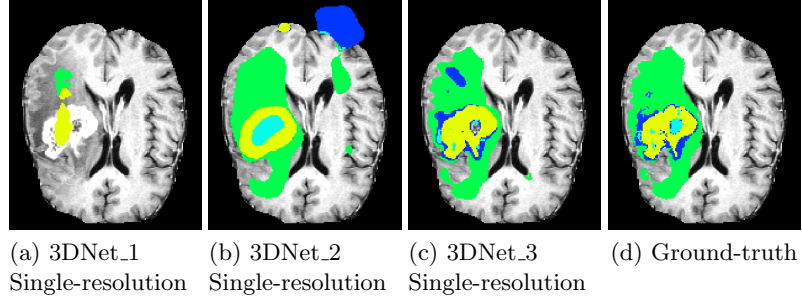 (a) 3DNet_1
Single-resolution
(b) 3DNet_2
Single-resolution
(c) 3DNet_3
Single-resolution
(d) Ground-truth